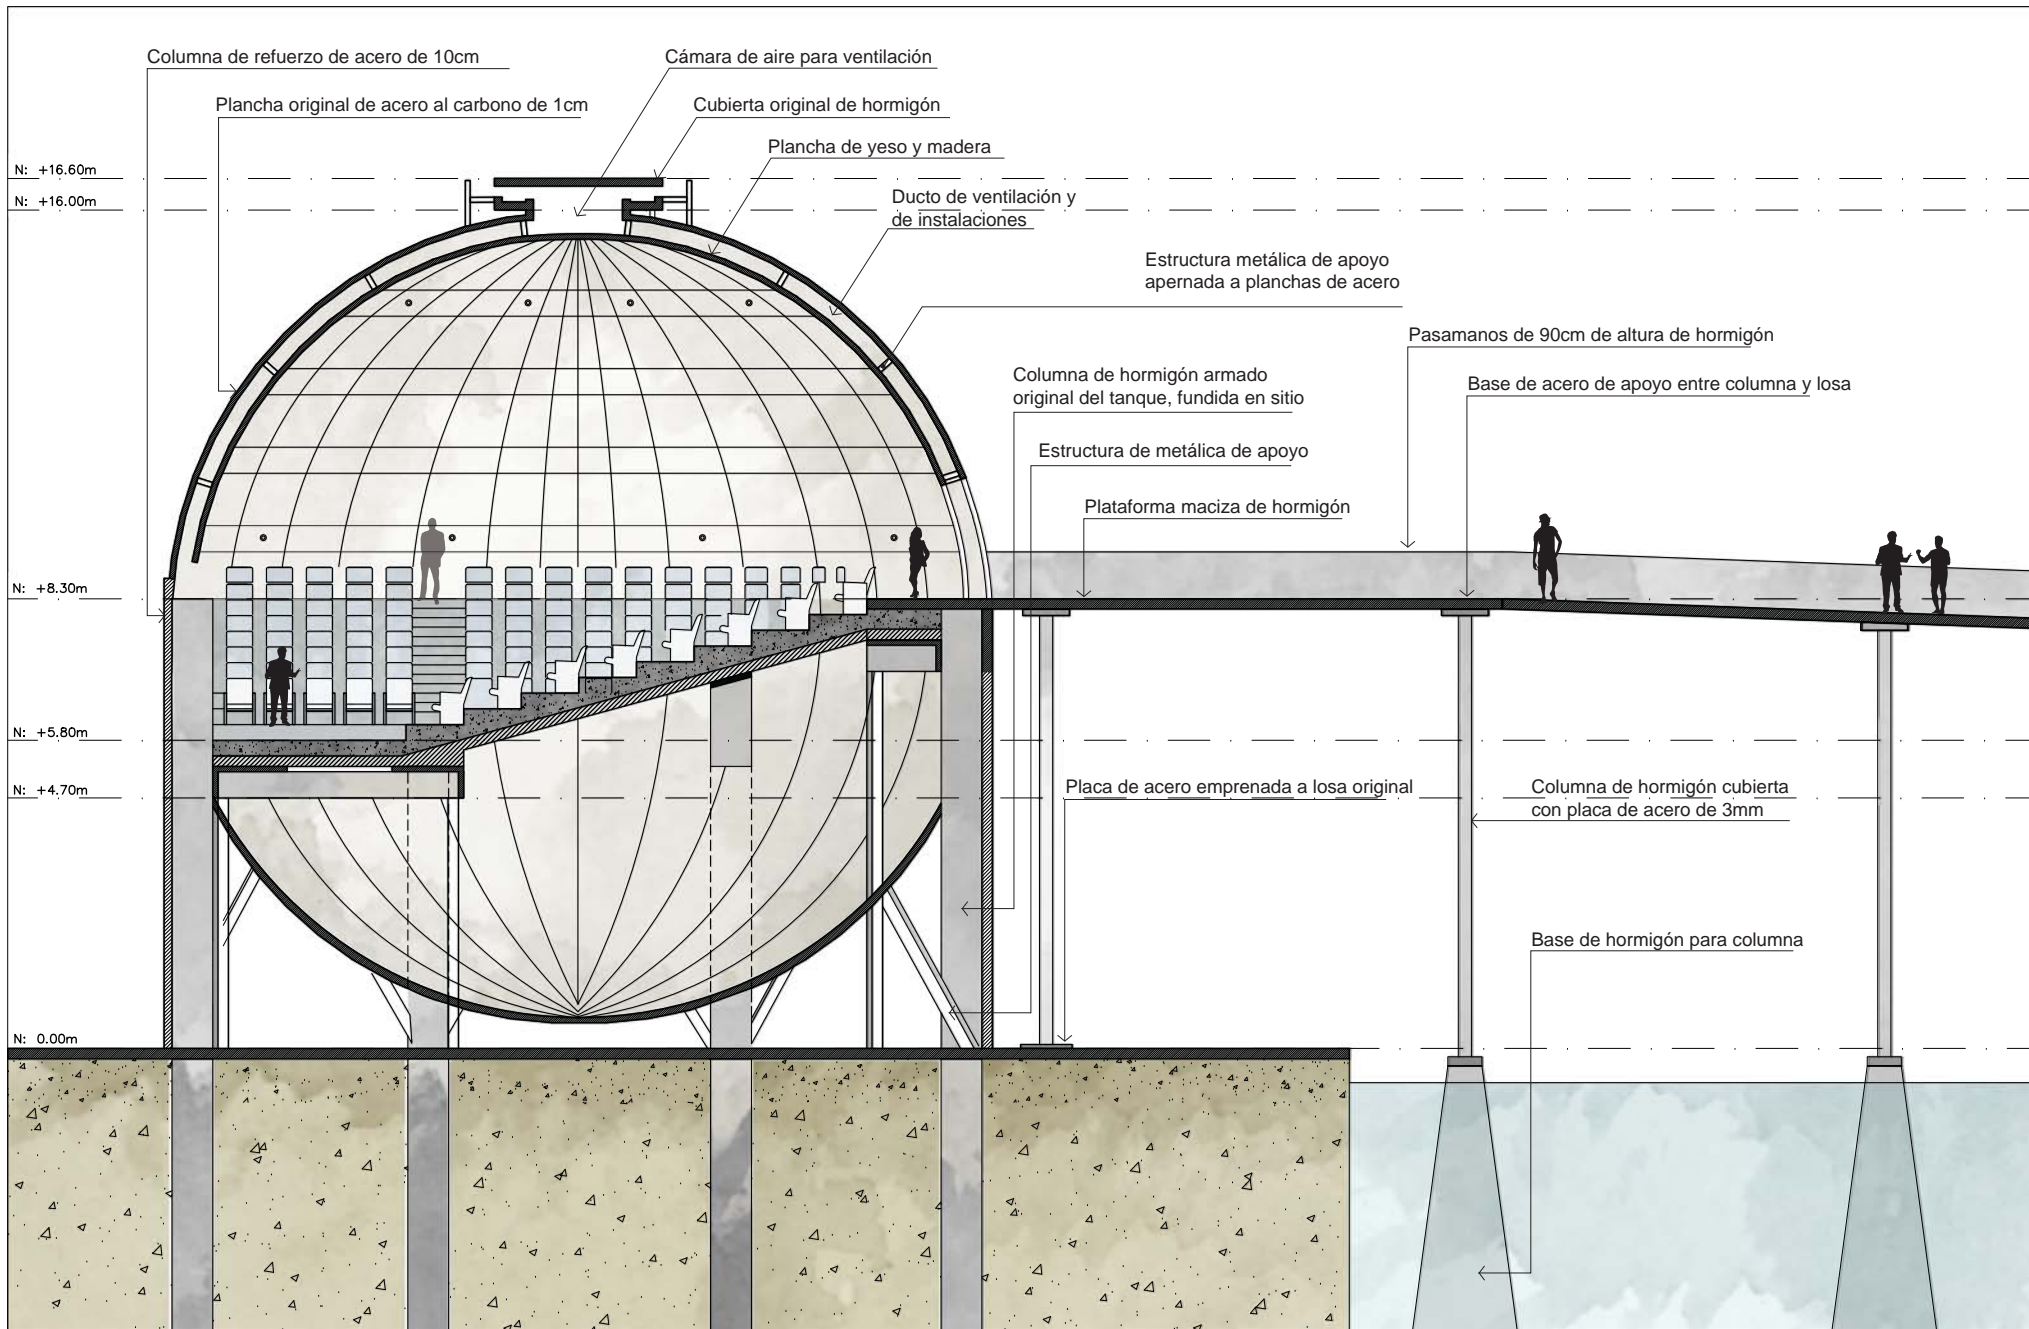 Columna de refuerzo de acero de 10cm
Cámara de aire para ventilación
Plancha original de acero al carbono de 1cm
Cubierta original de hormigón
Plancha de yeso y madera
N: +16.60m
N: +16.00m
Ducto de ventilación y
de instalaciones
Estructura metálica de apoyo
apernada a planchas de acero
Pasamanos de 90cm de altura de hormigón
Columna de hormigón armado
original del tanque, fundida en sitio
Base de acero de apoyo entre columna y losa
Estructura de metálica de apoyo
Plataforma maciza de hormigón
N: +8.30m
N: +5.80m
N: +4.70m
Placa de acero emprenada a losa original
Columna de hormigón cubierta
con placa de acero de 3mm
Base de hormigón para columna
N: 0.00m